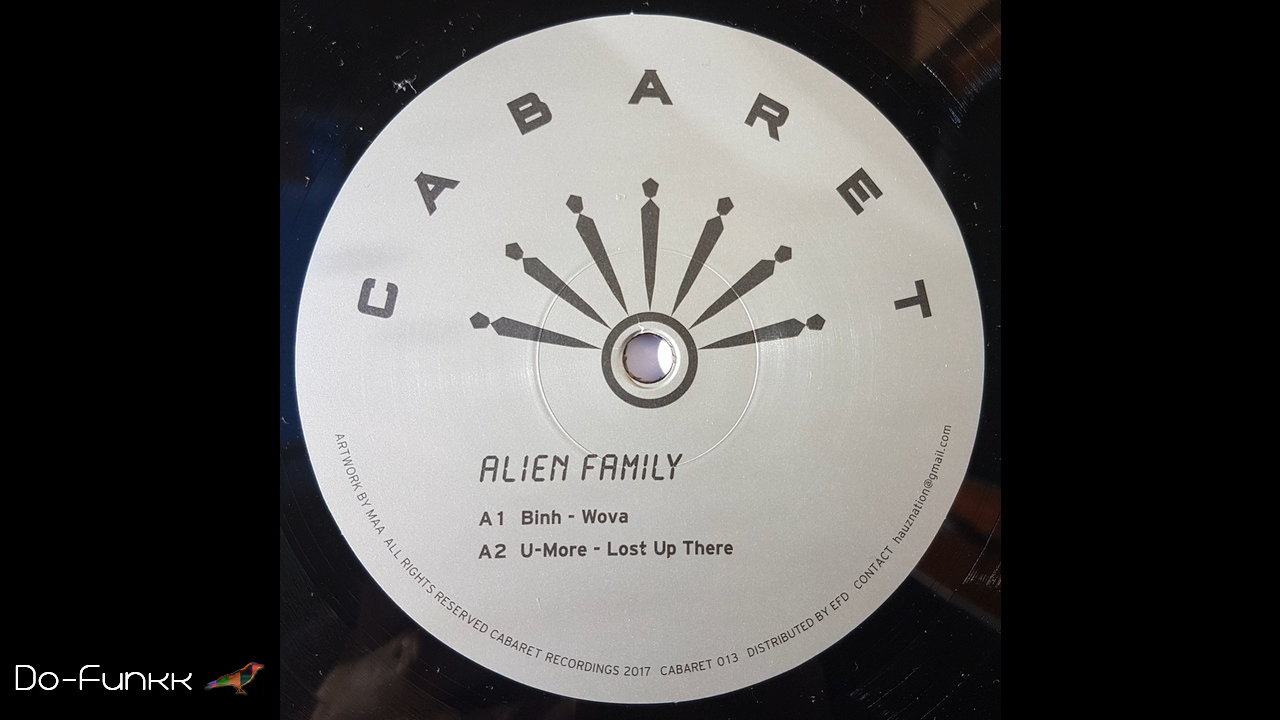 CABARET
ALIEN FAMILY
A1 Binh - Wova
A2 U-More - Lost Up There
ARTWORK BY MAA ALL RIGHTS RESERVED CABARET RECORDINGS 2017 CABARET 013 DISTRIBUTED BY EFD CONTACT hauznation@gmail.com
Do-Funkk